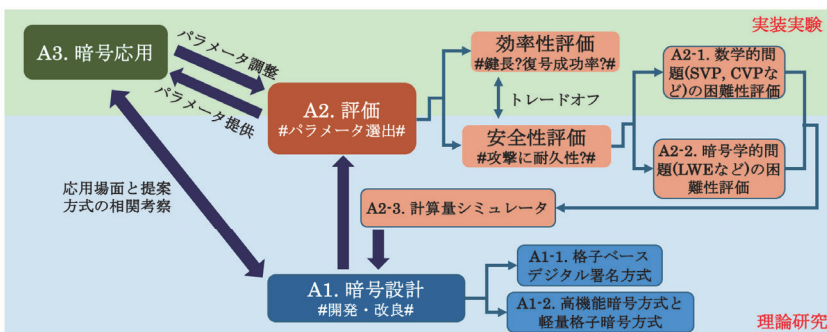 実装実験
A3. 暗号応用
パラメータ調整
パラメータ提供
A2. 評価
#パラメータ選出#
効率性評価
#鍵長?復号成功率?#
トレードオフ
安全性評価
#攻撃に耐久性?#
A2-1. 数学的問
題(SVP, CVPな
ど)の困難性評価
A2-2. 暗号学的問
題(LWEなど)の困
難性評価
応用場面と提案
方式の相関考察
A2-3. 計算量シミュレータ
A1. 暗号設計
#開発・改良#
A1-1. 格子ベース
デジタル署名方式
A1-2. 高機能暗号方式と
軽量格子暗号方式
理論研究